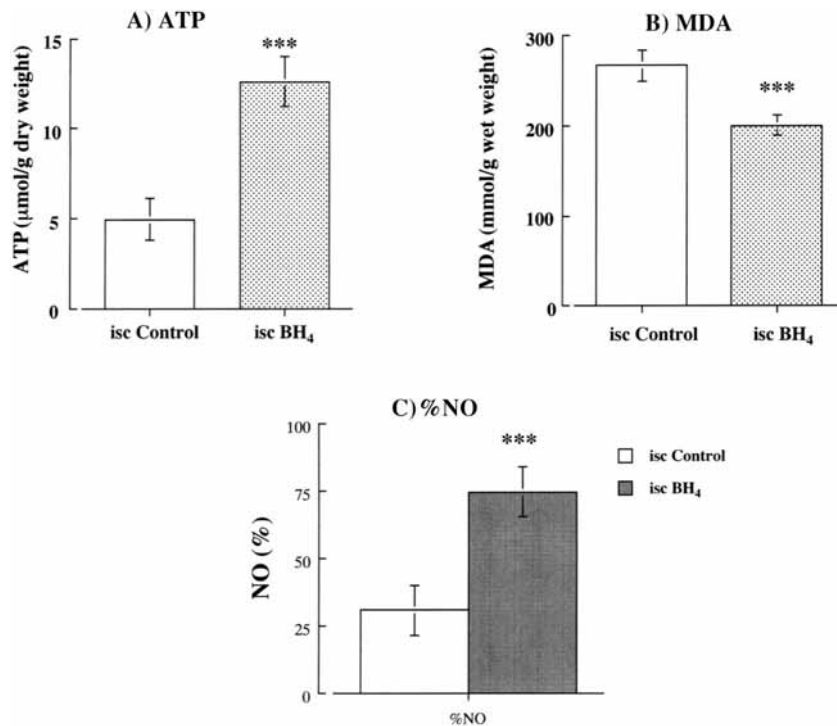 A) ATP
15
10
5
0
ATP (μmol/g dry weight)
***
isc Control
isc BH₄
B) MDA
300
200
100
0
MDA (mmol/g wet weight)
***
isc Control
isc BH₄
C) %NO
100
75
50
25
0
NO (%)
***
%NO
isc Control
isc BH₄